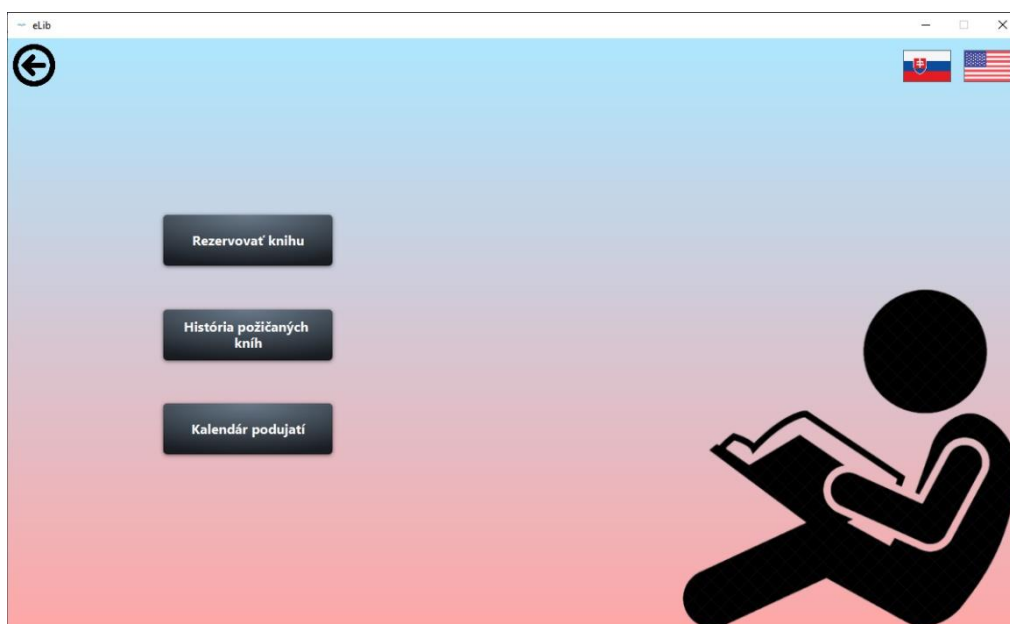 eLib
Rezervovať knihu
História požičaných
kníh
Kalendár podujatí